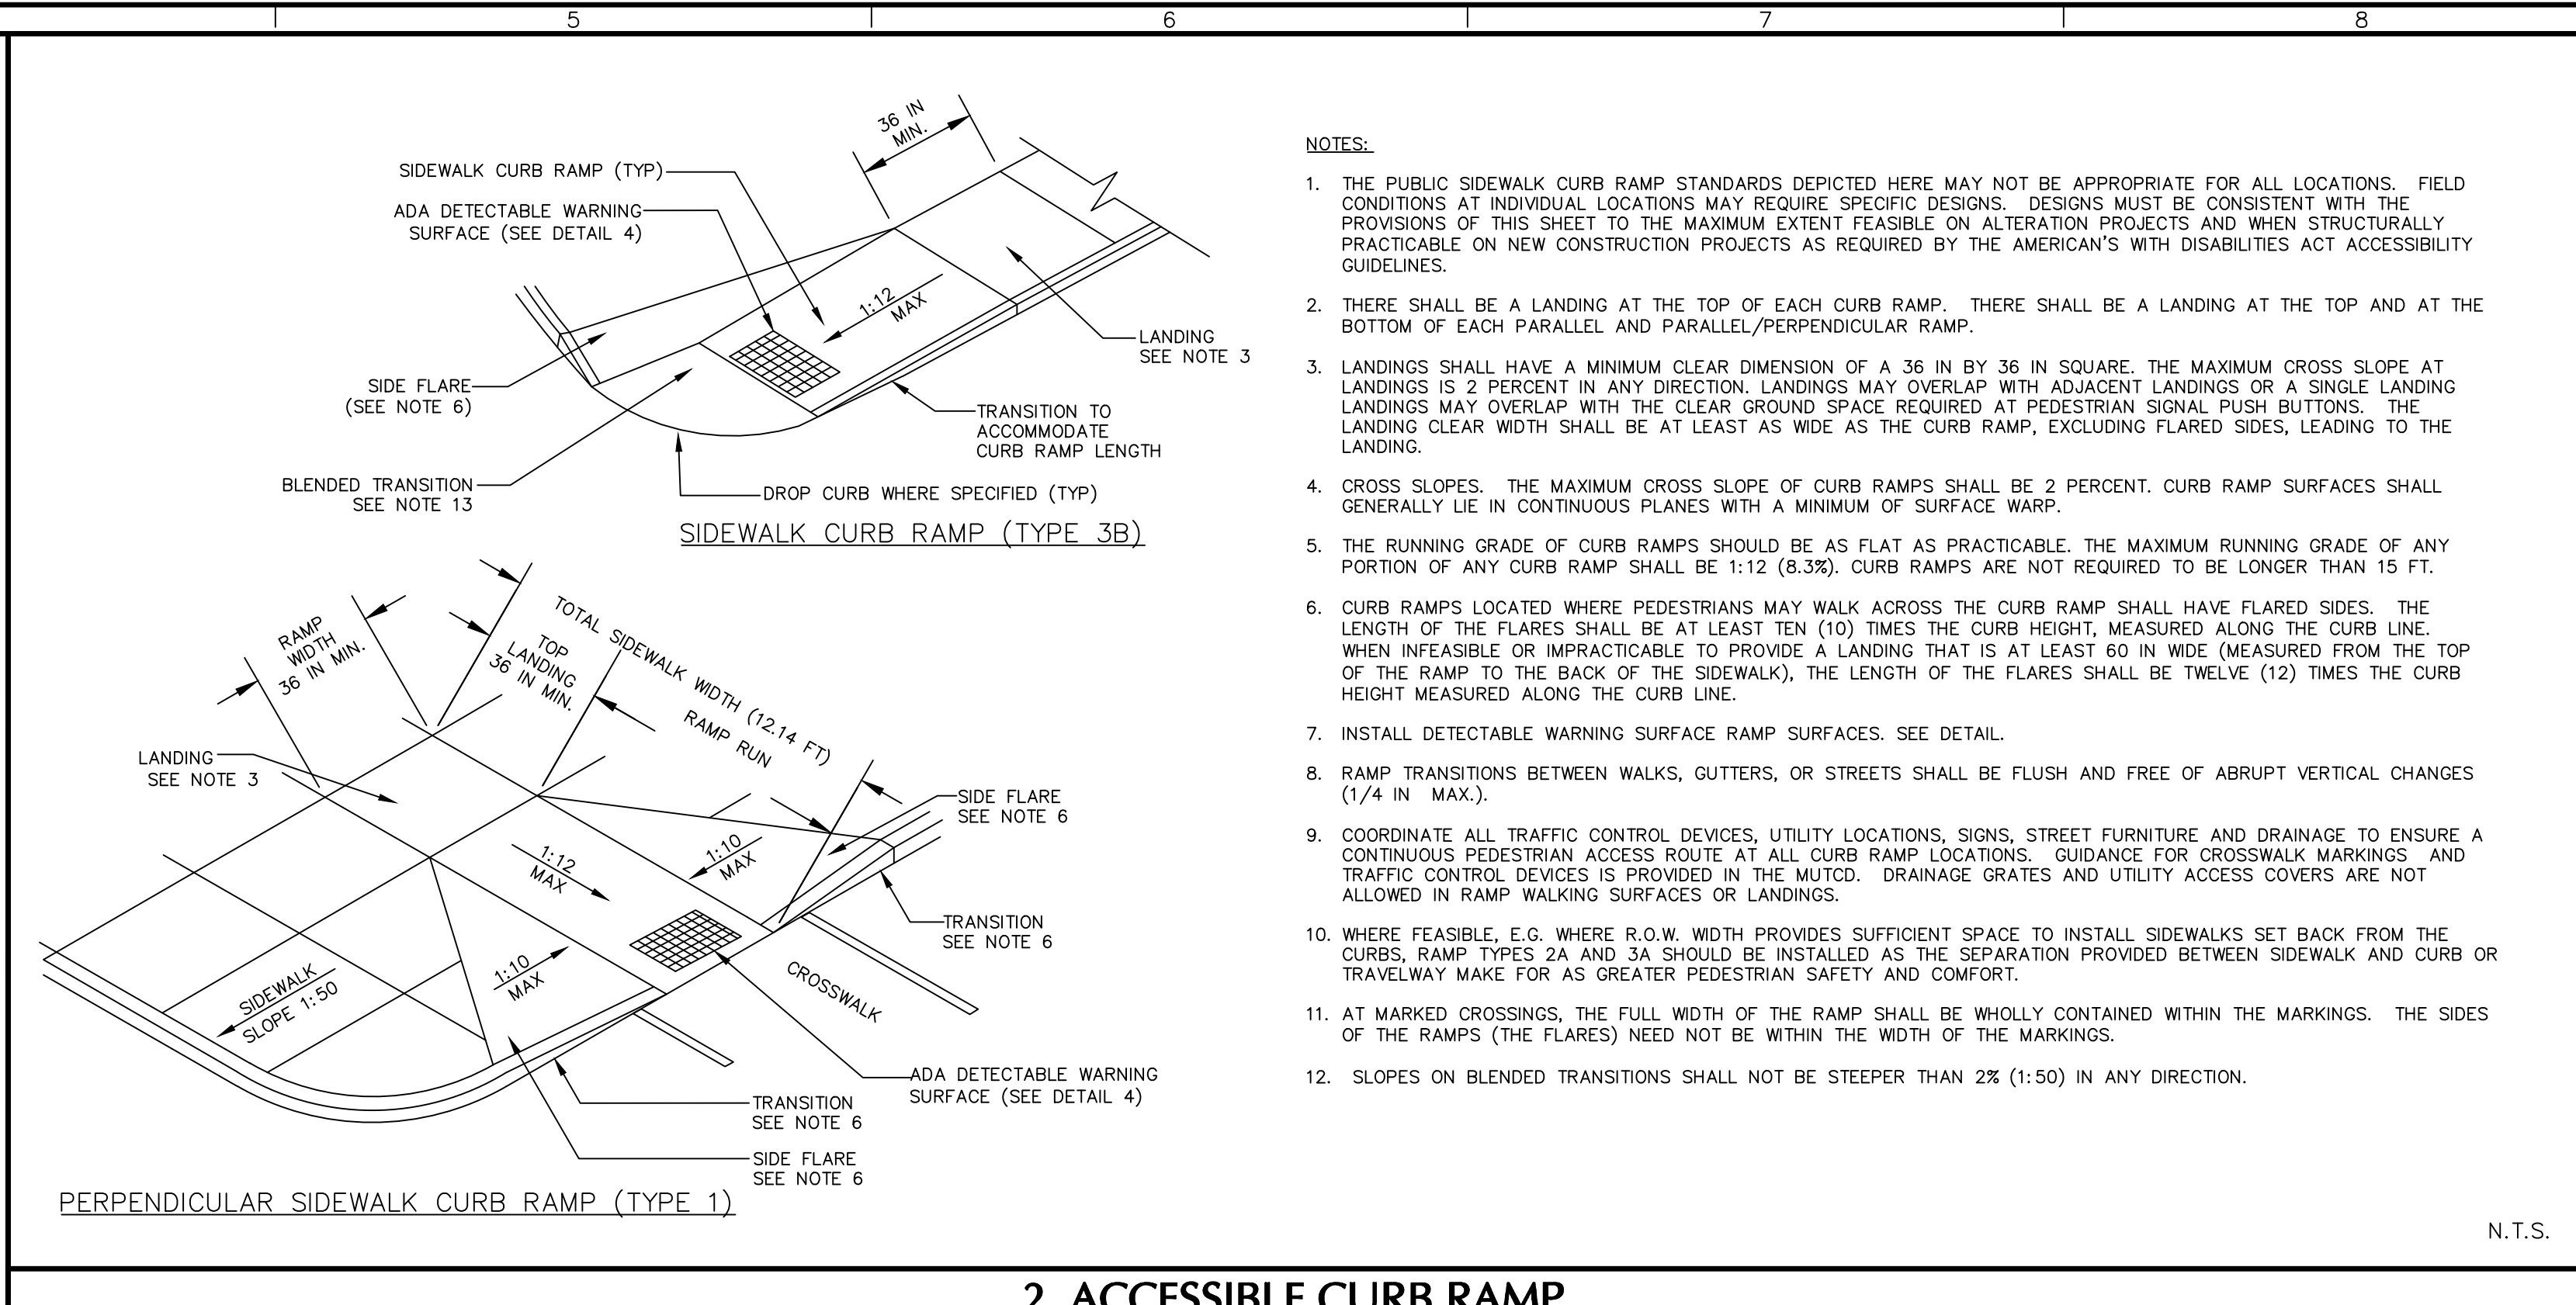 5
6
7
8
36 IN
MIN.
SIDEWALK CURB RAMP (TYP)
ADA DETECTABLE WARNING
SURFACE (SEE DETAIL 4)
1:12
MAX
LANDING
SEE NOTE 3
SIDE FLARE
(SEE NOTE 6)
TRANSITION TO
ACCOMMODATE
CURB RAMP LENGTH
BLENDED TRANSITION
SEE NOTE 13
DROP CURB WHERE SPECIFIED (TYP)
SIDEWALK CURB RAMP (TYPE 3B)
RAMP
WIDTH
36 IN MIN.
TOTAL SIDEWALK WIDTH (12.14 FT)
TOP
LANDING
36 IN MIN.
RAMP RUN
LANDING
SEE NOTE 3
SIDE FLARE
SEE NOTE 6
1:12
MAX
1:10
MAX
TRANSITION
SEE NOTE 6
1:10
MAX
CROSSWALK
SIDEWALK
SLOPE 1:50
ADA DETECTABLE WARNING
SURFACE (SEE DETAIL 4)
TRANSITION
SEE NOTE 6
SIDE FLARE
SEE NOTE 6
PERPENDICULAR SIDEWALK CURB RAMP (TYPE 1)
NOTES:
1. THE PUBLIC SIDEWALK CURB RAMP STANDARDS DEPICTED HERE MAY NOT BE APPROPRIATE FOR ALL LOCATIONS. FIELD
CONDITIONS AT INDIVIDUAL LOCATIONS MAY REQUIRE SPECIFIC DESIGNS. DESIGNS MUST BE CONSISTENT WITH THE
PROVISIONS OF THIS SHEET TO THE MAXIMUM EXTENT FEASIBLE ON ALTERATION PROJECTS AND WHEN STRUCTURALLY
PRACTICABLE ON NEW CONSTRUCTION PROJECTS AS REQUIRED BY THE AMERICAN'S WITH DISABILITIES ACT ACCESSIBILITY
GUIDELINES.
2. THERE SHALL BE A LANDING AT THE TOP OF EACH CURB RAMP. THERE SHALL BE A LANDING AT THE TOP AND AT THE
BOTTOM OF EACH PARALLEL AND PARALLEL/PERPENDICULAR RAMP.
3. LANDINGS SHALL HAVE A MINIMUM CLEAR DIMENSION OF A 36 IN BY 36 IN SQUARE. THE MAXIMUM CROSS SLOPE AT
LANDINGS IS 2 PERCENT IN ANY DIRECTION. LANDINGS MAY OVERLAP WITH ADJACENT LANDINGS OR A SINGLE LANDING
LANDINGS MAY OVERLAP WITH THE CLEAR GROUND SPACE REQUIRED AT PEDESTRIAN SIGNAL PUSH BUTTONS. THE
LANDING CLEAR WIDTH SHALL BE AT LEAST AS WIDE AS THE CURB RAMP, EXCLUDING FLARED SIDES, LEADING TO THE
LANDING.
4. CROSS SLOPES. THE MAXIMUM CROSS SLOPE OF CURB RAMPS SHALL BE 2 PERCENT. CURB RAMP SURFACES SHALL
GENERALLY LIE IN CONTINUOUS PLANES WITH A MINIMUM OF SURFACE WARP.
5. THE RUNNING GRADE OF CURB RAMPS SHOULD BE AS FLAT AS PRACTICABLE. THE MAXIMUM RUNNING GRADE OF ANY
PORTION OF ANY CURB RAMP SHALL BE 1:12 (8.3%). CURB RAMPS ARE NOT REQUIRED TO BE LONGER THAN 15 FT.
6. CURB RAMPS LOCATED WHERE PEDESTRIANS MAY WALK ACROSS THE CURB RAMP SHALL HAVE FLARED SIDES. THE
LENGTH OF THE FLARES SHALL BE AT LEAST TEN (10) TIMES THE CURB HEIGHT, MEASURED ALONG THE CURB LINE.
WHEN INFEASIBLE OR IMPRACTICABLE TO PROVIDE A LANDING THAT IS AT LEAST 60 IN WIDE (MEASURED FROM THE TOP
OF THE RAMP TO THE BACK OF THE SIDEWALK), THE LENGTH OF THE FLARES SHALL BE TWELVE (12) TIMES THE CURB
HEIGHT MEASURED ALONG THE CURB LINE.
7. INSTALL DETECTABLE WARNING SURFACE RAMP SURFACES. SEE DETAIL.
8. RAMP TRANSITIONS BETWEEN WALKS, GUTTERS, OR STREETS SHALL BE FLUSH AND FREE OF ABRUPT VERTICAL CHANGES
(1/4 IN MAX.).
9. COORDINATE ALL TRAFFIC CONTROL DEVICES, UTILITY LOCATIONS, SIGNS, STREET FURNITURE AND DRAINAGE TO ENSURE A
CONTINUOUS PEDESTRIAN ACCESS ROUTE AT ALL CURB RAMP LOCATIONS. GUIDANCE FOR CROSSWALK MARKINGS AND
TRAFFIC CONTROL DEVICES IS PROVIDED IN THE MUTCD. DRAINAGE GRATES AND UTILITY ACCESS COVERS ARE NOT
ALLOWED IN RAMP WALKING SURFACES OR LANDINGS.
10. WHERE FEASIBLE, E.G. WHERE R.O.W. WIDTH PROVIDES SUFFICIENT SPACE TO INSTALL SIDEWALKS SET BACK FROM THE
CURBS, RAMP TYPES 2A AND 3A SHOULD BE INSTALLED AS THE SEPARATION PROVIDED BETWEEN SIDEWALK AND CURB OR
TRAVELWAY MAKE FOR AS GREATER PEDESTRIAN SAFETY AND COMFORT.
11. AT MARKED CROSSINGS, THE FULL WIDTH OF THE RAMP SHALL BE WHOLLY CONTAINED WITHIN THE MARKINGS. THE SIDES
OF THE RAMPS (THE FLARES) NEED NOT BE WITHIN THE WIDTH OF THE MARKINGS.
12. SLOPES ON BLENDED TRANSITIONS SHALL NOT BE STEEPER THAN 2% (1:50) IN ANY DIRECTION.
N.T.S.
2. ACCESSIBLE CURB RAMP